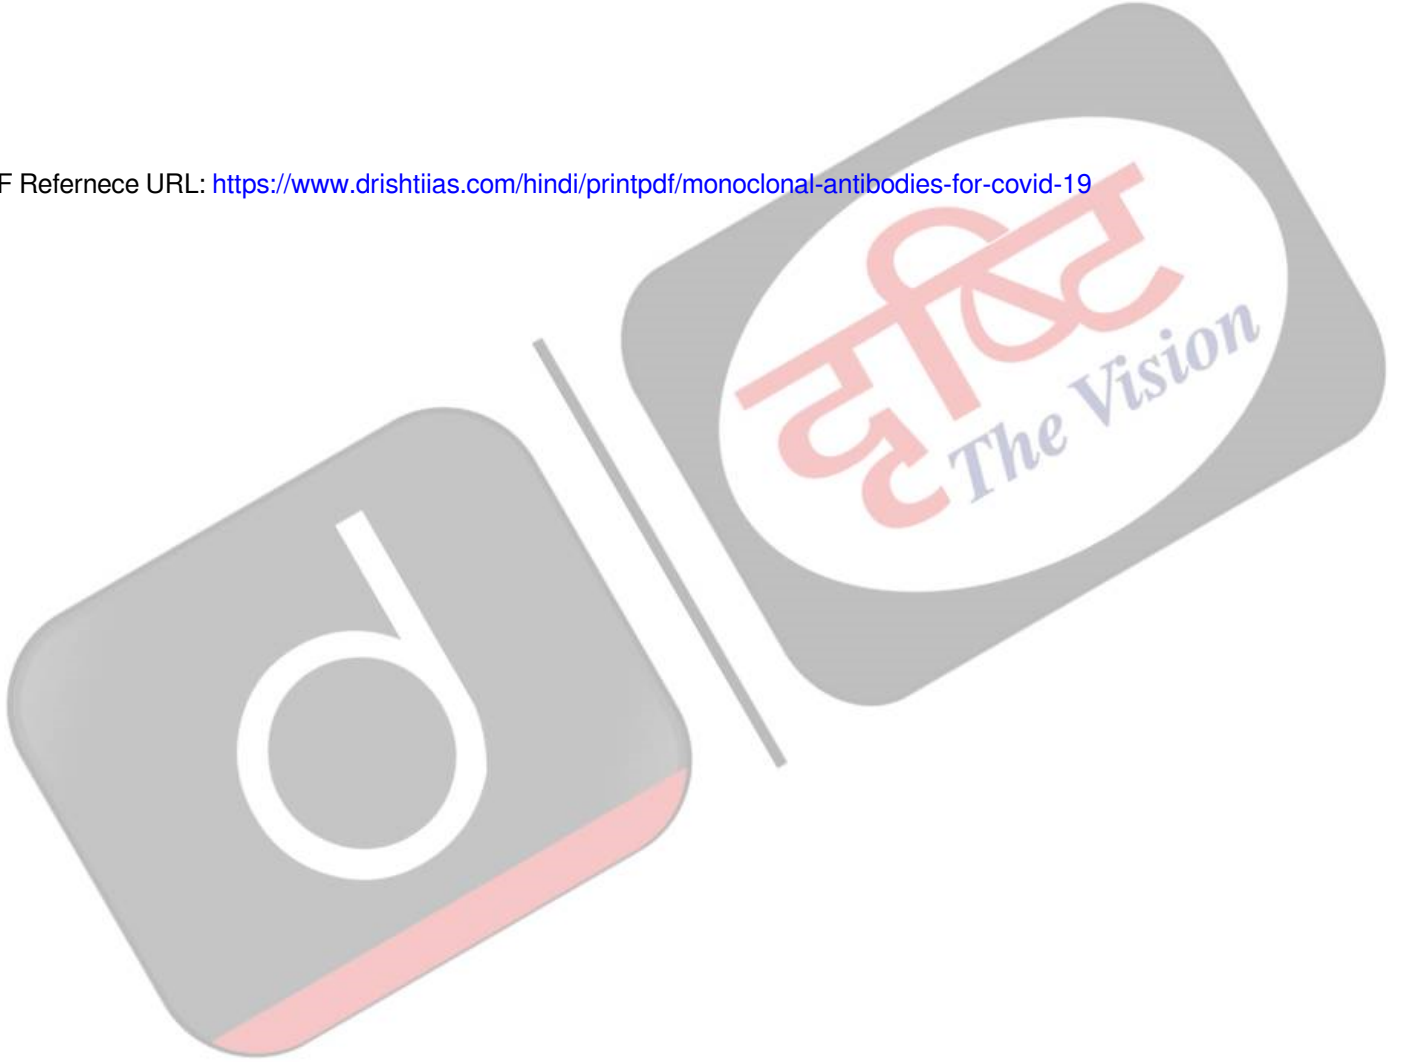 F Refernece URL: https://www.drishtiias.com/hindi/printpdf/monoclonal-antibodies-for-covid-19
दृष्टि
The Vision
d